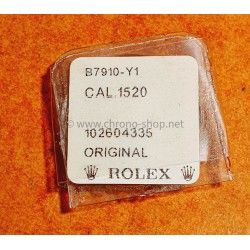 B7910-Y1
CAL.1520
© www.chrono-shop.net
102604335
ORIGINAL
ROLEX